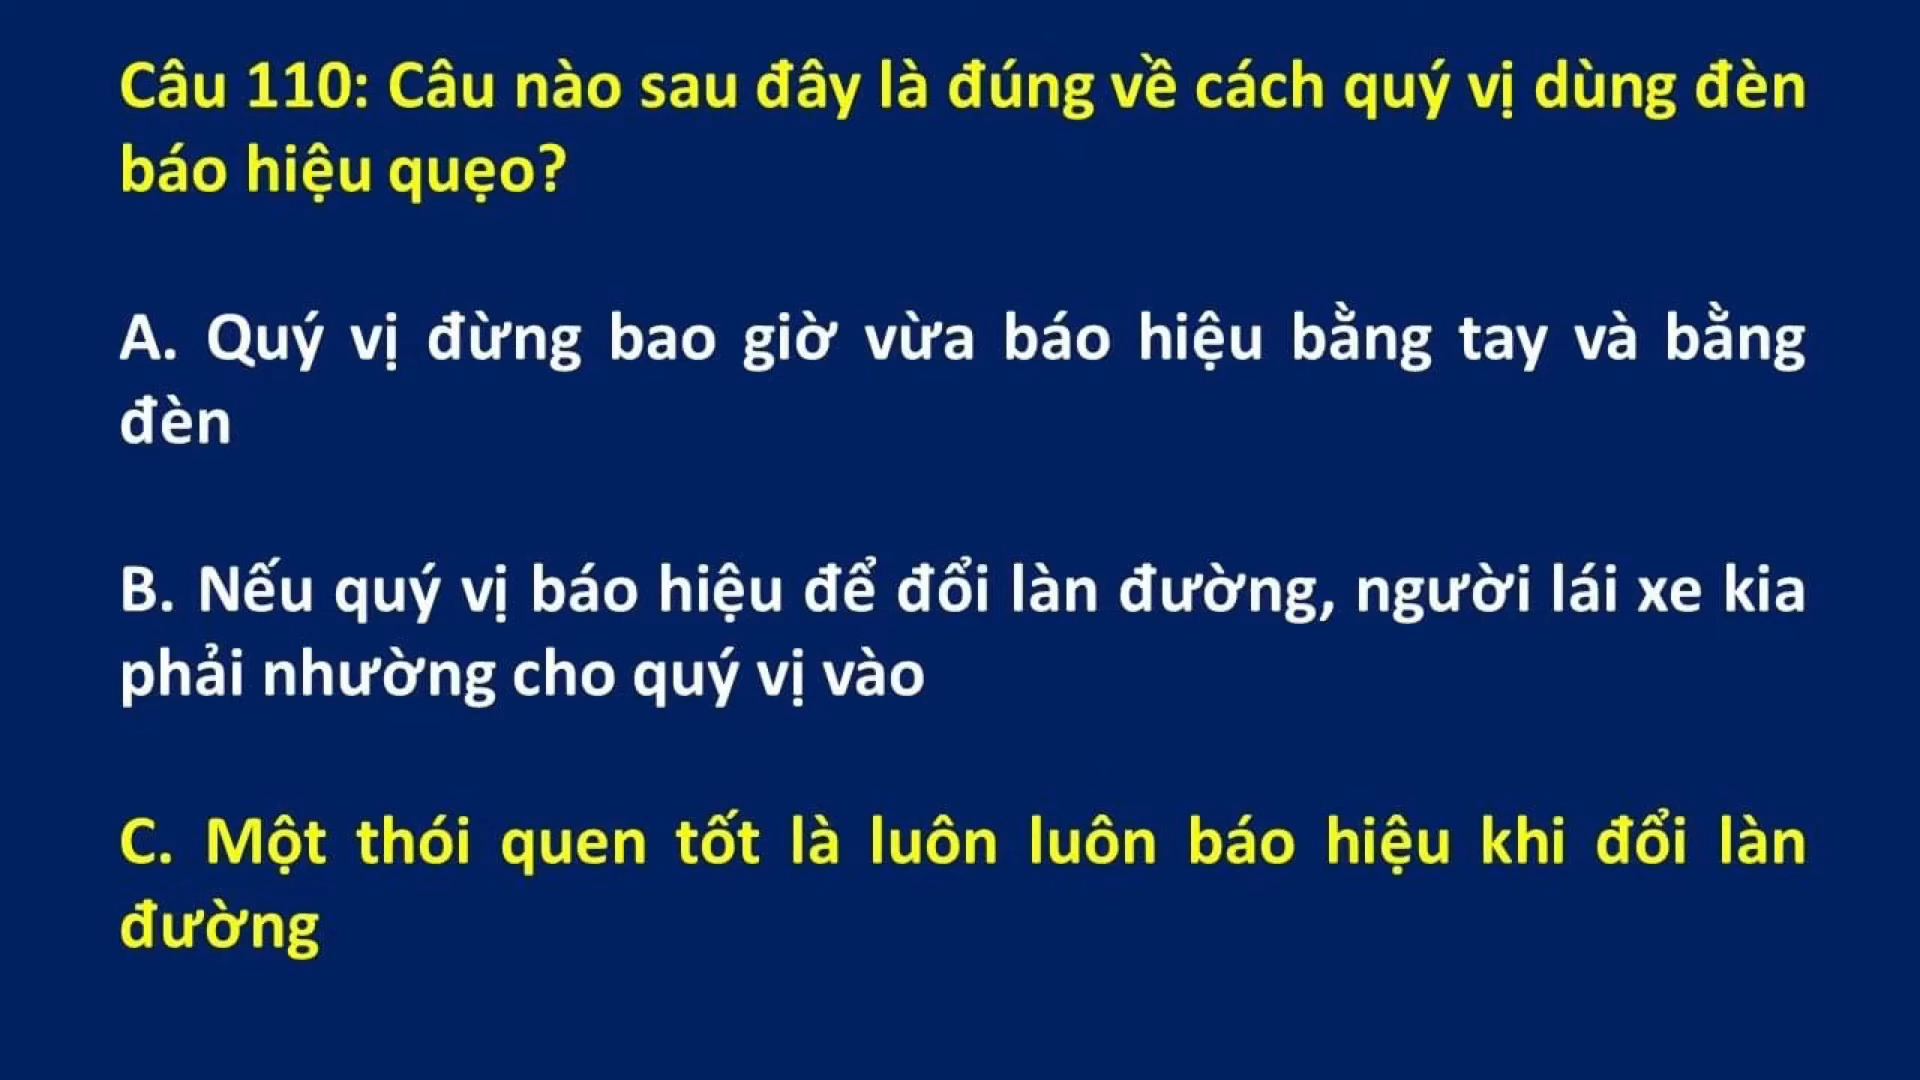 Câu 110: Câu nào sau đây là đúng về cách quý vị dùng đèn
báo hiệu quẹo?
A. Quý vị đừng bao giờ vừa báo hiệu bằng tay và bằng
đèn
B. Nếu quý vị báo hiệu để đổi làn đường, người lái xe kia
phải nhường cho quý vị vào
C. Một thói quen tốt là luôn luôn báo hiệu khi đổi làn
đường